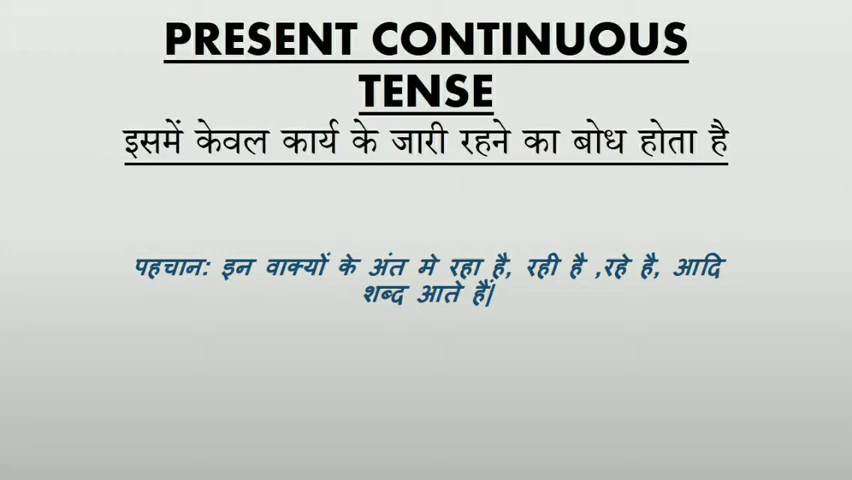 PRESENT CONTINUOUS
TENSE
इसमें केवल कार्य के जारी रहने का बोध होता है
पहचान: इन वाक्यों के अंत मे रहा है, रही है ,रहे है, आदि
शब्द आते हैं|